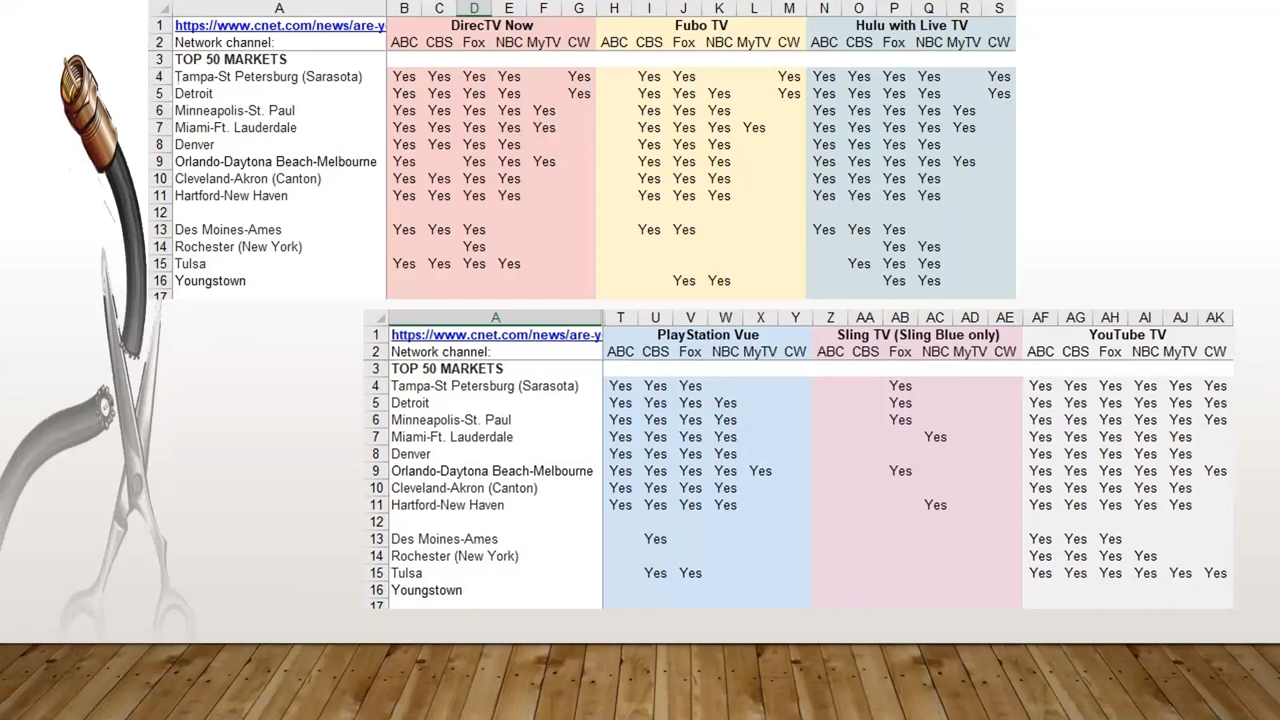 A B C D E F G H I J K L M N O P Q R S
1 https://www.cnet.com/news/are-y DirecTV Now Fubo TV Hulu with Live TV
2 Network channel: ABC CBS Fox NBC MyTV CW ABC CBS Fox NBC MyTV CW ABC CBS Fox NBC MyTV CW
3 TOP 50 MARKETS
4 Tampa-St Petersburg (Sarasota) Yes Yes Yes Yes Yes Yes Yes Yes Yes Yes Yes Yes Yes
5 Detroit Yes Yes Yes Yes Yes Yes Yes Yes Yes Yes Yes Yes Yes Yes
6 Minneapolis-St. Paul Yes Yes Yes Yes Yes Yes Yes Yes Yes Yes Yes Yes Yes
7 Miami-Ft. Lauderdale Yes Yes Yes Yes Yes Yes Yes Yes Yes Yes Yes Yes Yes Yes
8 Denver Yes Yes Yes Yes Yes Yes Yes Yes Yes Yes Yes
9 Orlando-Daytona Beach-Melbourne Yes Yes Yes Yes Yes Yes Yes Yes Yes Yes Yes Yes
10 Cleveland-Akron (Canton) Yes Yes Yes Yes Yes Yes Yes Yes Yes Yes Yes
11 Hartford-New Haven Yes Yes Yes Yes Yes Yes Yes Yes Yes Yes Yes
12
13 Des Moines-Ames Yes Yes Yes Yes Yes Yes Yes Yes
14 Rochester (New York) Yes Yes Yes
15 Tulsa Yes Yes Yes Yes Yes Yes Yes
16 Youngstown Yes Yes Yes Yes
17
A T U V W X Y Z AA AB AC AD AE AF AG AH AI AJ AK
1 https://www.cnet.com/news/are-y PlayStation Vue Sling TV (Sling Blue only) YouTube TV
2 Network channel: ABC CBS Fox NBC MyTV CW ABC CBS Fox NBC MyTV CW ABC CBS Fox NBC MyTV CW
3 TOP 50 MARKETS
4 Tampa-St Petersburg (Sarasota) Yes Yes Yes Yes Yes Yes Yes Yes Yes Yes
5 Detroit Yes Yes Yes Yes Yes Yes Yes Yes Yes Yes Yes
6 Minneapolis-St. Paul Yes Yes Yes Yes Yes Yes Yes Yes Yes Yes Yes
7 Miami-Ft. Lauderdale Yes Yes Yes Yes Yes Yes Yes Yes Yes Yes
8 Denver Yes Yes Yes Yes Yes Yes Yes Yes Yes
9 Orlando-Daytona Beach-Melbourne Yes Yes Yes Yes Yes Yes Yes Yes Yes Yes Yes Yes
10 Cleveland-Akron (Canton) Yes Yes Yes Yes Yes Yes Yes Yes Yes
11 Hartford-New Haven Yes Yes Yes Yes Yes Yes Yes Yes Yes Yes
12
13 Des Moines-Ames Yes Yes Yes Yes
14 Rochester (New York) Yes Yes Yes Yes
15 Tulsa Yes Yes Yes Yes Yes Yes Yes Yes
16 Youngstown
17